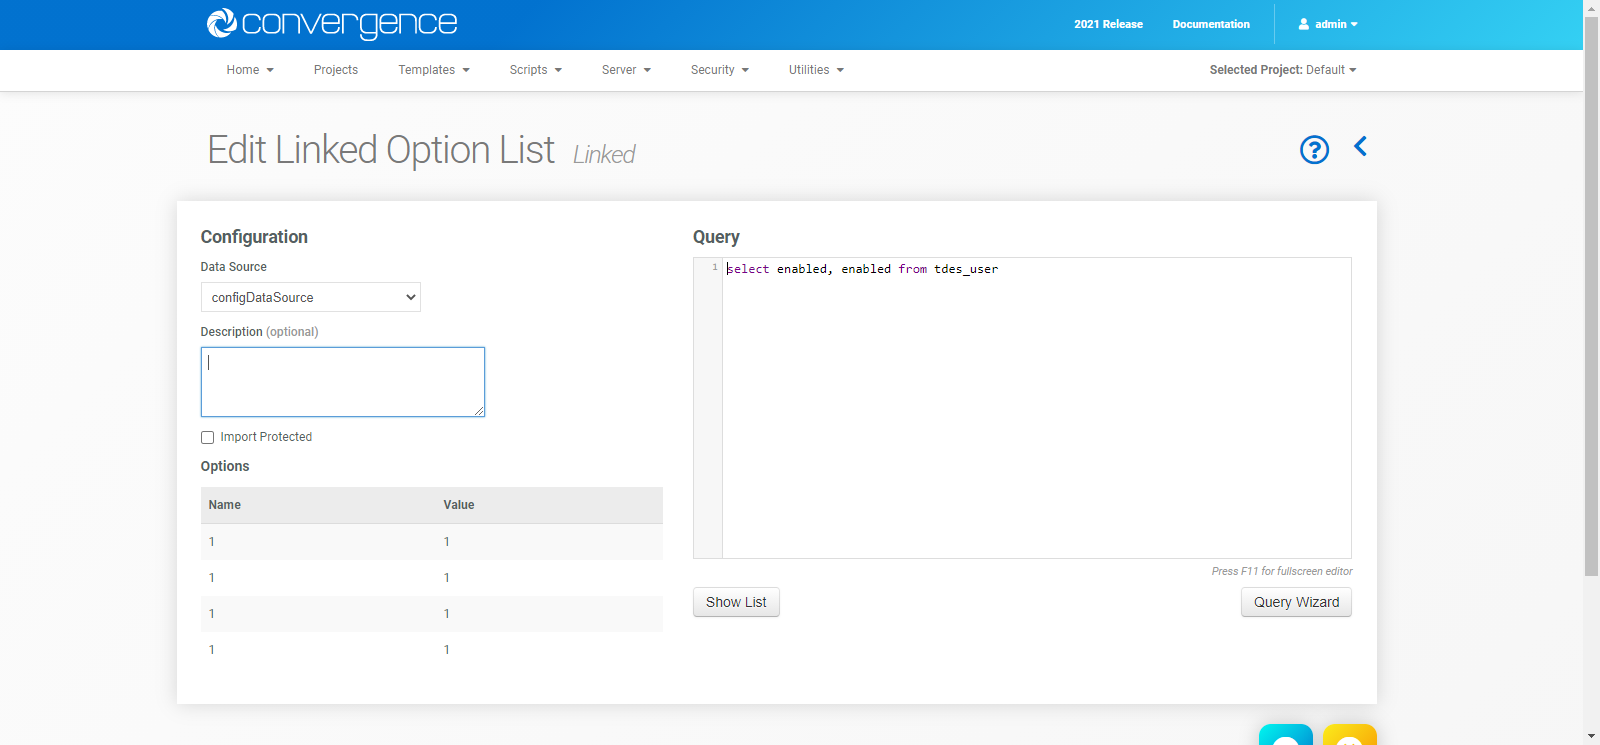 convergence
2021 Release Documentation admin
Home Projects Templates Scripts Server Security Utilities Selected Project: Default
Edit Linked Option List Linked
Configuration
Data Source
configDataSource
Description (optional)
Import Protected
Options
Name Value
1 1
1 1
1 1
1 1
Query
1 select enabled, enabled from tdes_user
Press F11 for fullscreen editor
Show List Query Wizard